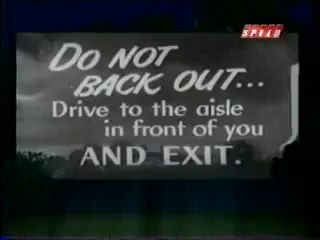 SPEED
DO NOT
BACK OUT...
Drive to the aisle
in front of you
AND EXIT.